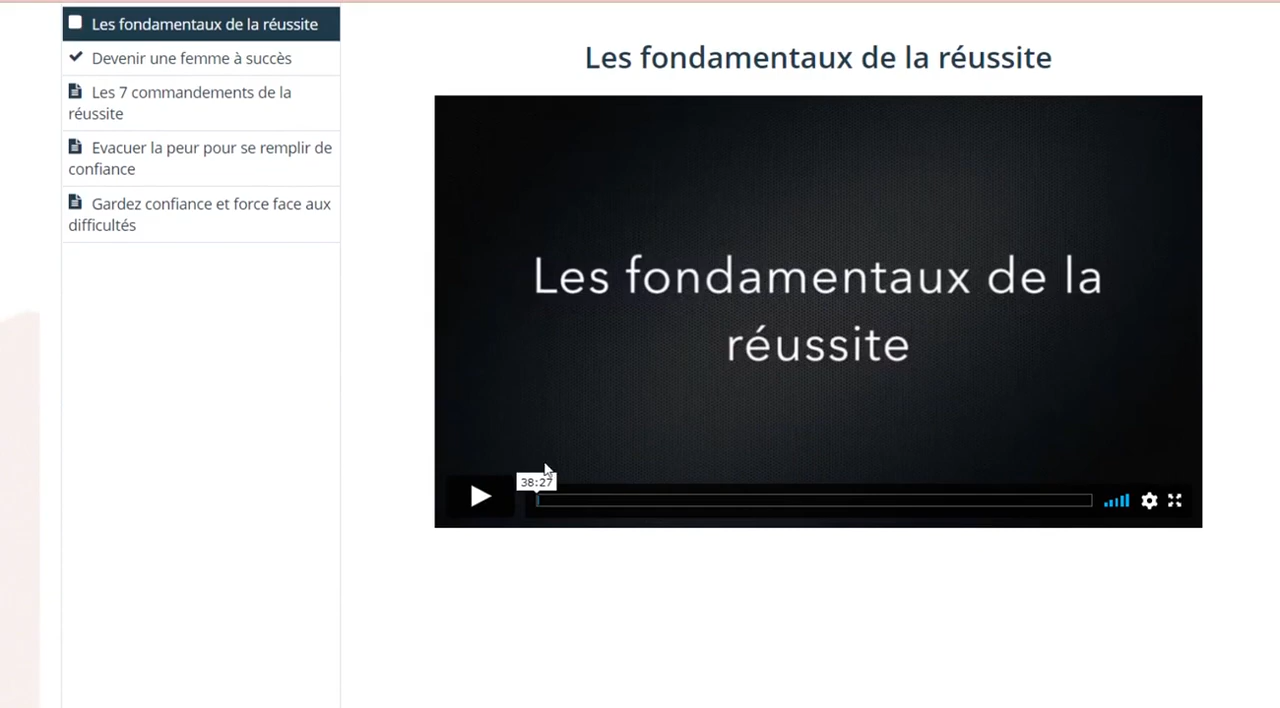 Les fondamentaux de la réussite
Devenir une femme à succès
Les 7 commandements de la
réussite
Evacuer la peur pour se remplir de
confiance
Gardez confiance et force face aux
difficultés
Les fondamentaux de la réussite
Les fondamentaux de la
réussite
38:27